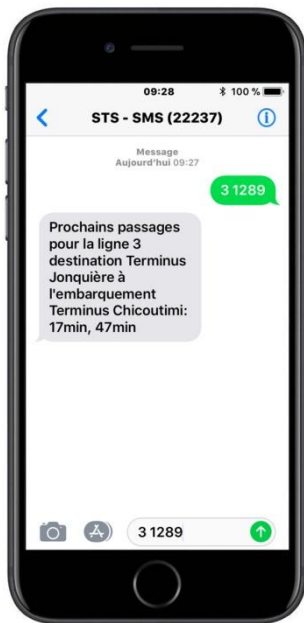 09:28
100 %
STS - SMS (22237)
Message
Aujourd'hui 09:27
3 1289
Prochains passages
pour la ligne 3
destination Terminus
Jonquière à
l'embarquement
Terminus Chicoutimi:
17min, 47min
3 1289